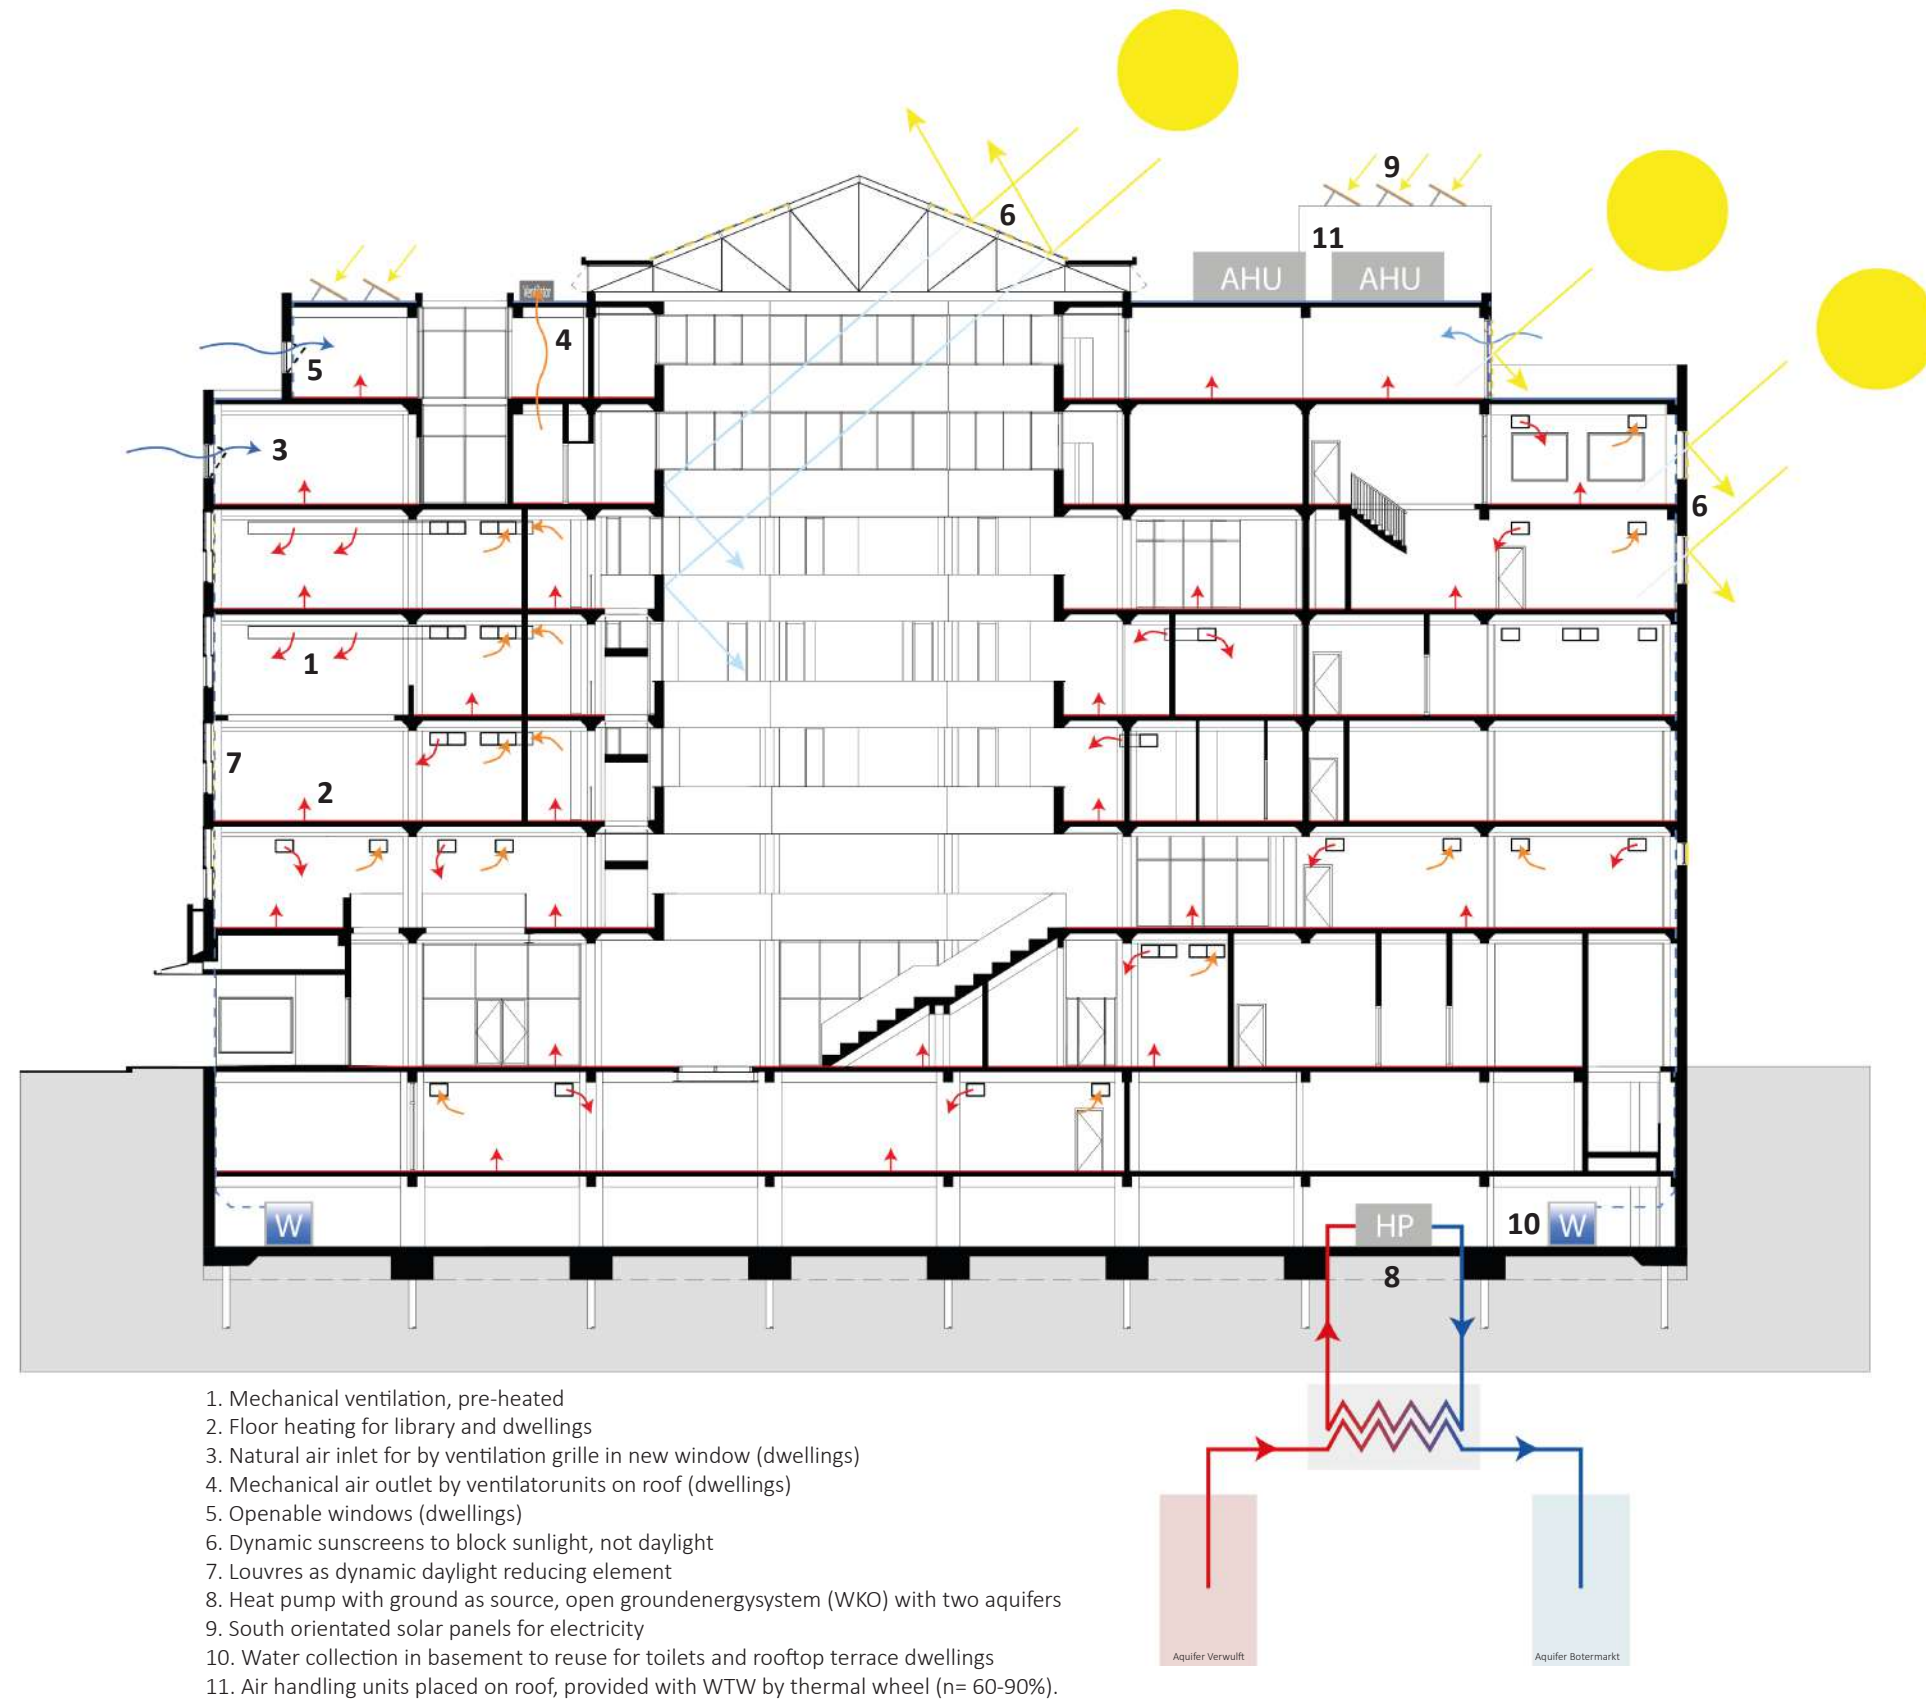 9
6
11
AHU
AHU
Ventilator
4
5
3
6
1
7
2
W
HP
10
W
8
1. Mechanical ventilation, pre-heated
2. Floor heating for library and dwellings
3. Natural air inlet for by ventilation grille in new window (dwellings)
4. Mechanical air outlet by ventilatorunits on roof (dwellings)
5. Openable windows (dwellings)
6. Dynamic sunscreens to block sunlight, not daylight
7. Louvres as dynamic daylight reducing element
8. Heat pump with ground as source, open groundenergysystem (WKO) with two aquifers
9. South orientated solar panels for electricity
10. Water collection in basement to reuse for toilets and rooftop terrace dwellings
11. Air handling units placed on roof, provided with WTW by thermal wheel (n= 60-90%).
Aquifer Verwulft
Aquifer Botermarkt